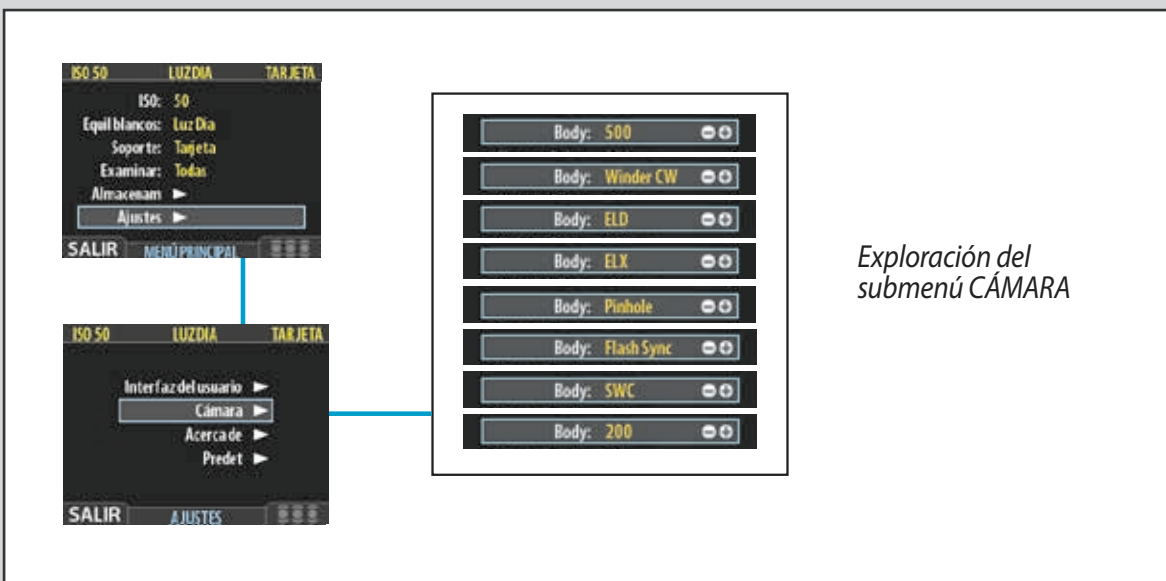 ISO 50 LUZDIA TARJETA
ISO: 50
Equil blancos: Luz Dia
Soporte: Tarjeta
Examinar: Todas
Almacenam ►
Ajustes ►
SALIR MENÚ PRINCIPAL
ISO 50 LUZDIA TARJETA
Interfaz del usuario ►
Cámara ►
Acerca de ►
Predet ►
SALIR AJUSTES
Body: 500
Body: Winder CW
Body: ELD
Body: ELX
Body: Pinhole
Body: Flash Sync
Body: SWC
Body: 200
Exploración del
submenú CÁMARA